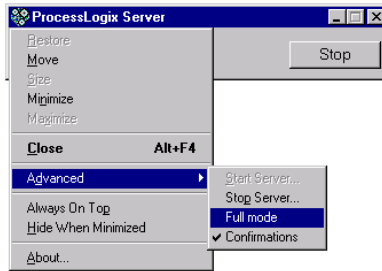 ProcessLogix Server
Restore
Move
Size
Minimize
Maximize
Close Alt+F4
Advanced
Always On Top
Hide When Minimized
About...
Stop
Start Server...
Stop Server...
Full mode
Confirmations